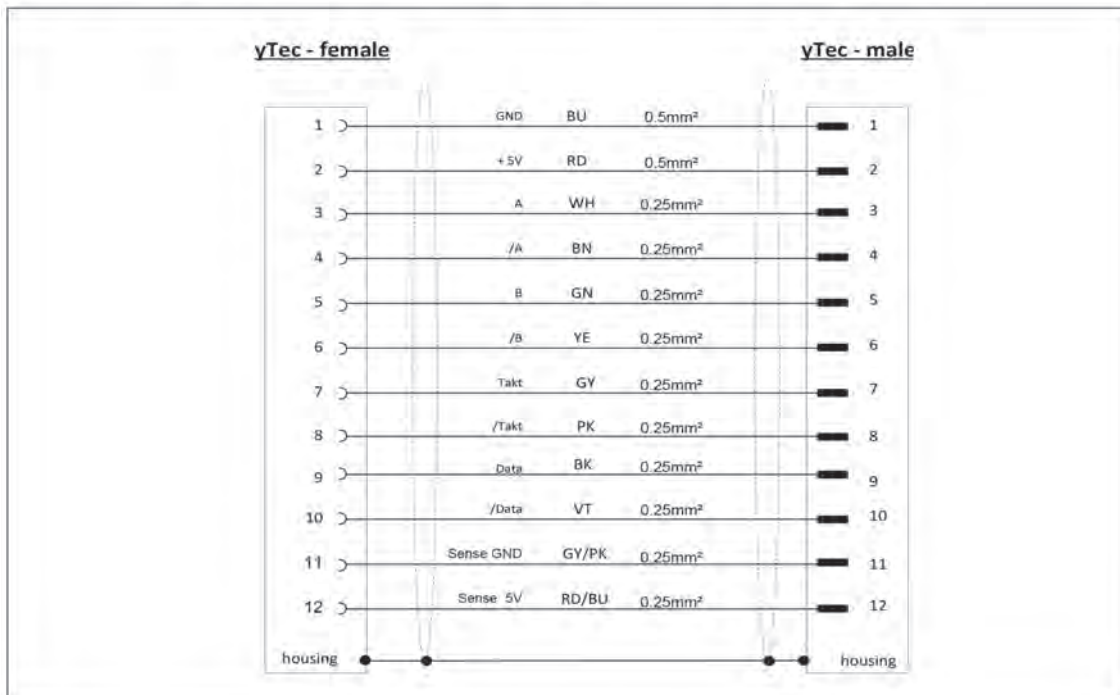 yTec - female yTec - male
1 GND BU 0.5mm² 1
2 +5V RD 0.5mm² 2
3 A WH 0.25mm² 3
4 /A BN 0.25mm² 4
5 B GN 0.25mm² 5
6 /B YE 0.25mm² 6
7 Takt GY 0.25mm² 7
8 /Takt PK 0.25mm² 8
9 Data BK 0.25mm² 9
10 /Data VT 0.25mm² 10
11 Sense GND GY/PK 0.25mm² 11
12 Sense 5V RD/BU 0.25mm² 12
housing housing